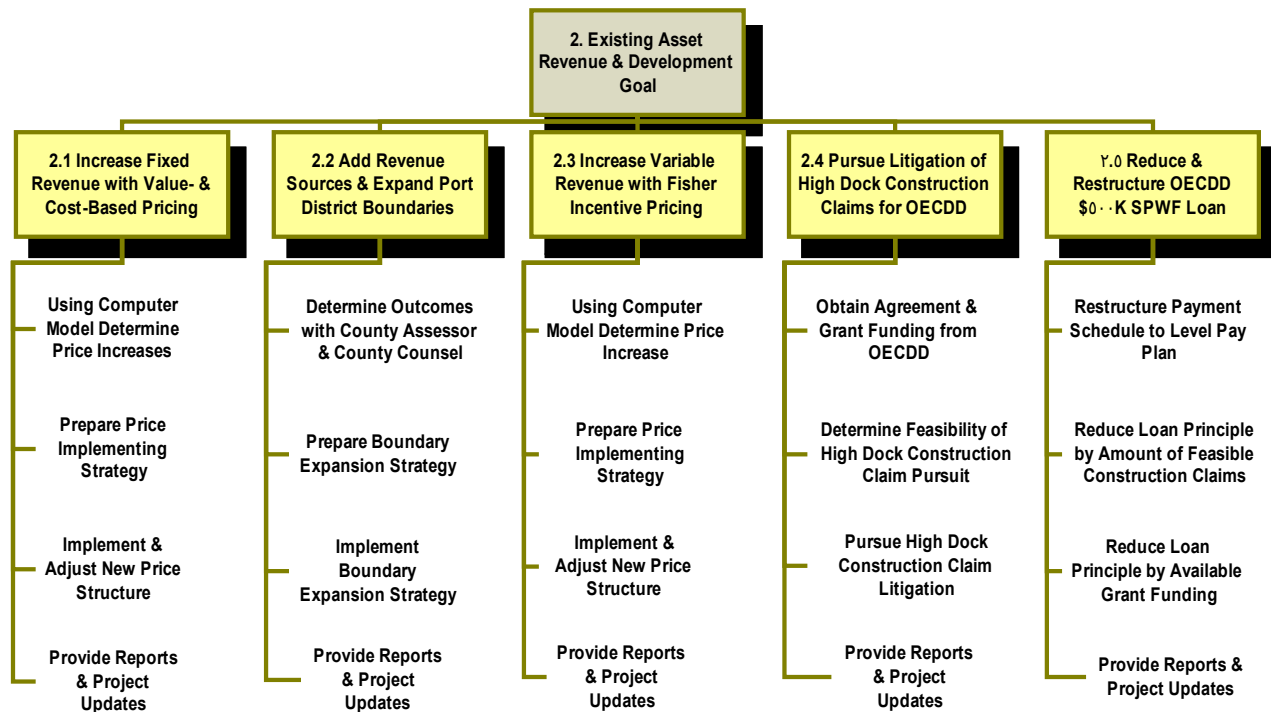 2. Existing Asset
Revenue & Development
Goal
2.1 Increase Fixed
Revenue with Value- &
Cost-Based Pricing
Using Computer
Model Determine
Price Increases
Prepare Price
Implementing
Strategy
Implement &
Adjust New Price
Structure
Provide Reports
& Project
Updates
2.2 Add Revenue
Sources & Expand Port
District Boundaries
Determine Outcomes
with County Assessor
& County Counsel
Prepare Boundary
Expansion Strategy
Implement
Boundary
Expansion Strategy
Provide Reports
& Project
Updates
2.3 Increase Variable
Revenue with Fisher
Incentive Pricing
Using Computer
Model Determine Price
Increase
Prepare Price
Implementing
Strategy
Implement &
Adjust New Price
Structure
Provide Reports
& Project
Updates
2.4 Pursue Litigation of
High Dock Construction
Claims for OECDD
Obtain Agreement &
Grant Funding from
OECDD
Determine Feasibility of
High Dock Construction
Claim Pursuit
Pursue High Dock
Construction Claim
Litigation
Provide Reports
& Project
Updates
٢.٥ Reduce &
Restructure OECDD
$٥٠٠K SPWF Loan
Restructure Payment
Schedule to Level Pay
Plan
Reduce Loan Principle
by Amount of Feasible
Construction Claims
Reduce Loan
Principle by Available
Grant Funding
Provide Reports &
Project Updates